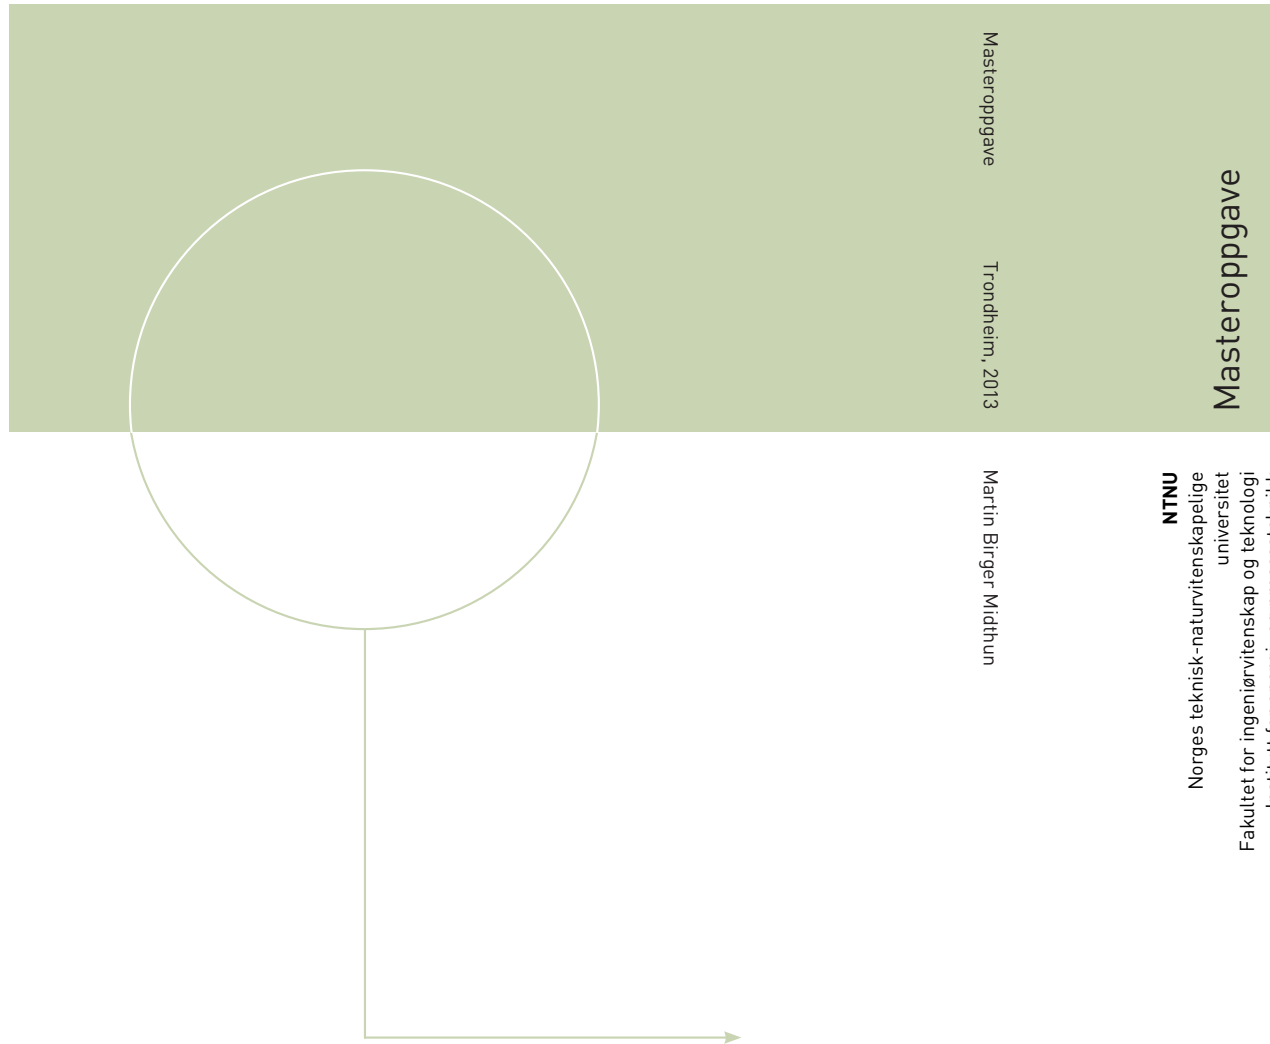 Masteroppgave
Trondheim, 2013
Martin Birger Midthun
Masteroppgave
NTNU
Norges teknisk-naturvitenskapelige
universitet
Fakultet for ingeniørvitenskap og teknologi